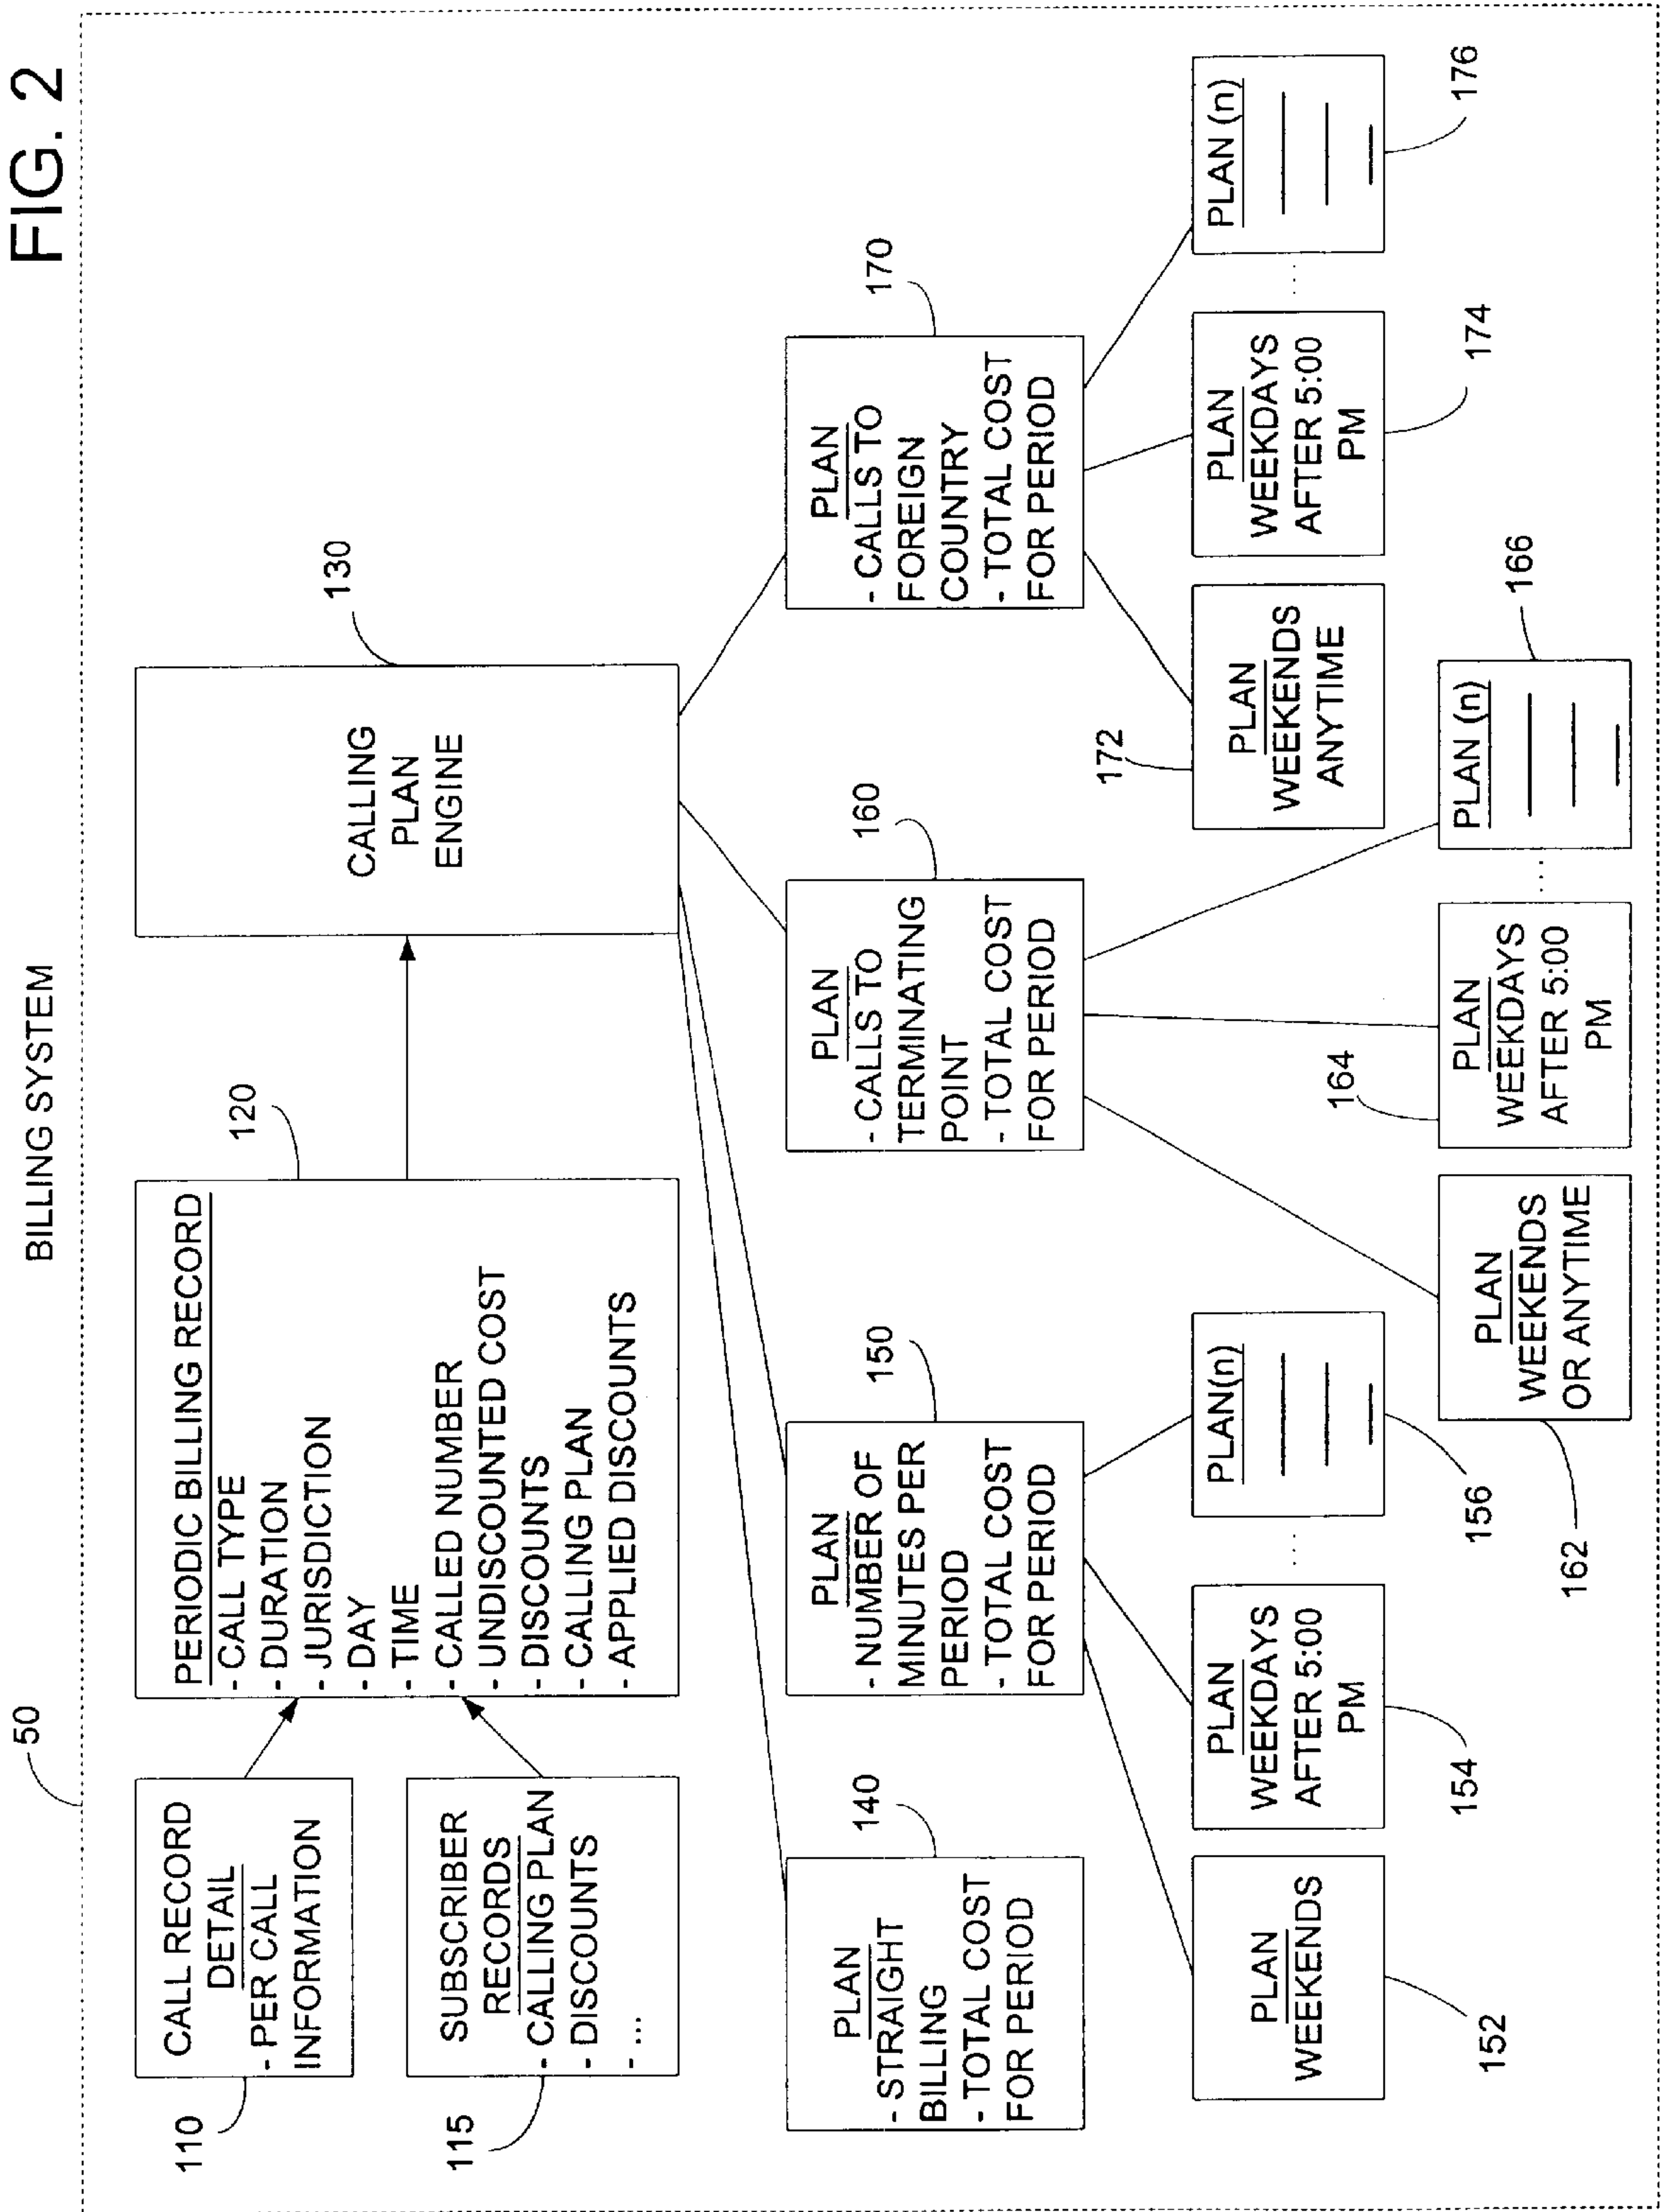 FIG. 2
BILLING SYSTEM
50
110
CALL RECORD
DETAIL
- PER CALL
INFORMATION
115
SUBSCRIBER
RECORDS
- CALLING PLAN
- DISCOUNTS
- ...
120
PERIODIC BILLING RECORD
- CALL TYPE
- DURATION
- JURISDICTION
- DAY
- TIME
- CALLED NUMBER
- UNDISCOUNTED COST
- DISCOUNTS
- CALLING PLAN
- APPLIED DISCOUNTS
130
CALLING
PLAN
ENGINE
140
PLAN
- STRAIGHT
BILLING
- TOTAL COST
FOR PERIOD
150
PLAN
- NUMBER OF
MINUTES PER
PERIOD
- TOTAL COST
FOR PERIOD
160
PLAN
- CALLS TO
TERMINATING
POINT
- TOTAL COST
FOR PERIOD
170
PLAN
- CALLS TO
FOREIGN
COUNTRY
- TOTAL COST
FOR PERIOD
PLAN
WEEKENDS
152
PLAN
WEEKDAYS
AFTER 5:00
PM
154
...
PLAN(n)
156
172
PLAN
WEEKENDS
ANYTIME
PLAN
WEEKDAYS
AFTER 5:00
PM
174
...
PLAN (n)
176
162
PLAN
WEEKENDS
OR ANYTIME
164
PLAN
WEEKDAYS
AFTER 5:00
PM
...
PLAN (n)
166